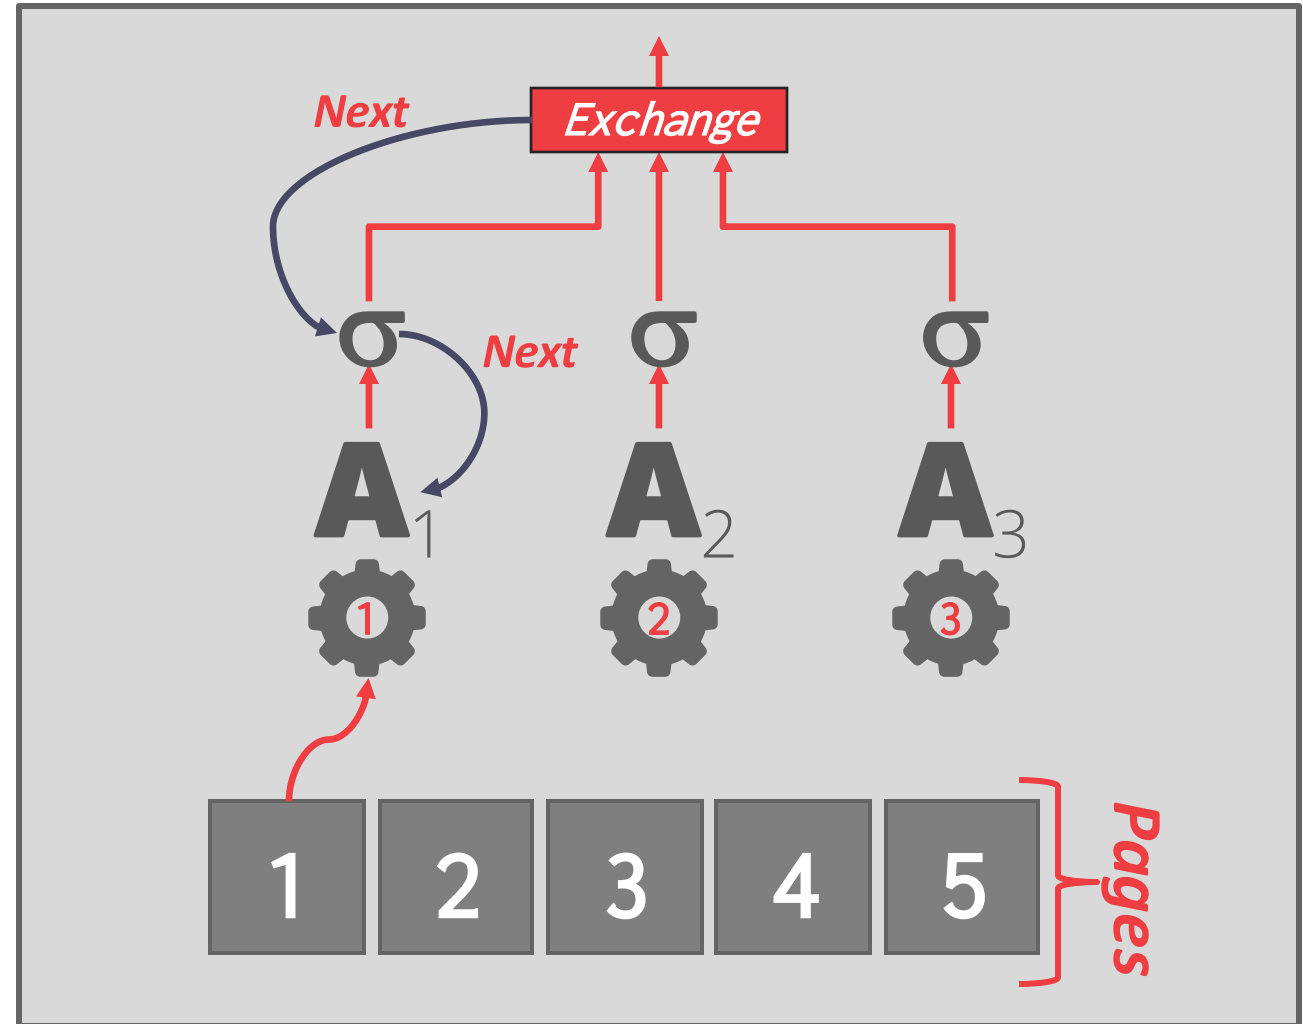 Next
Exchange
σ σ σ
Next
A1 A2 A3
1 2 3
1 2 3 4 5
Pages